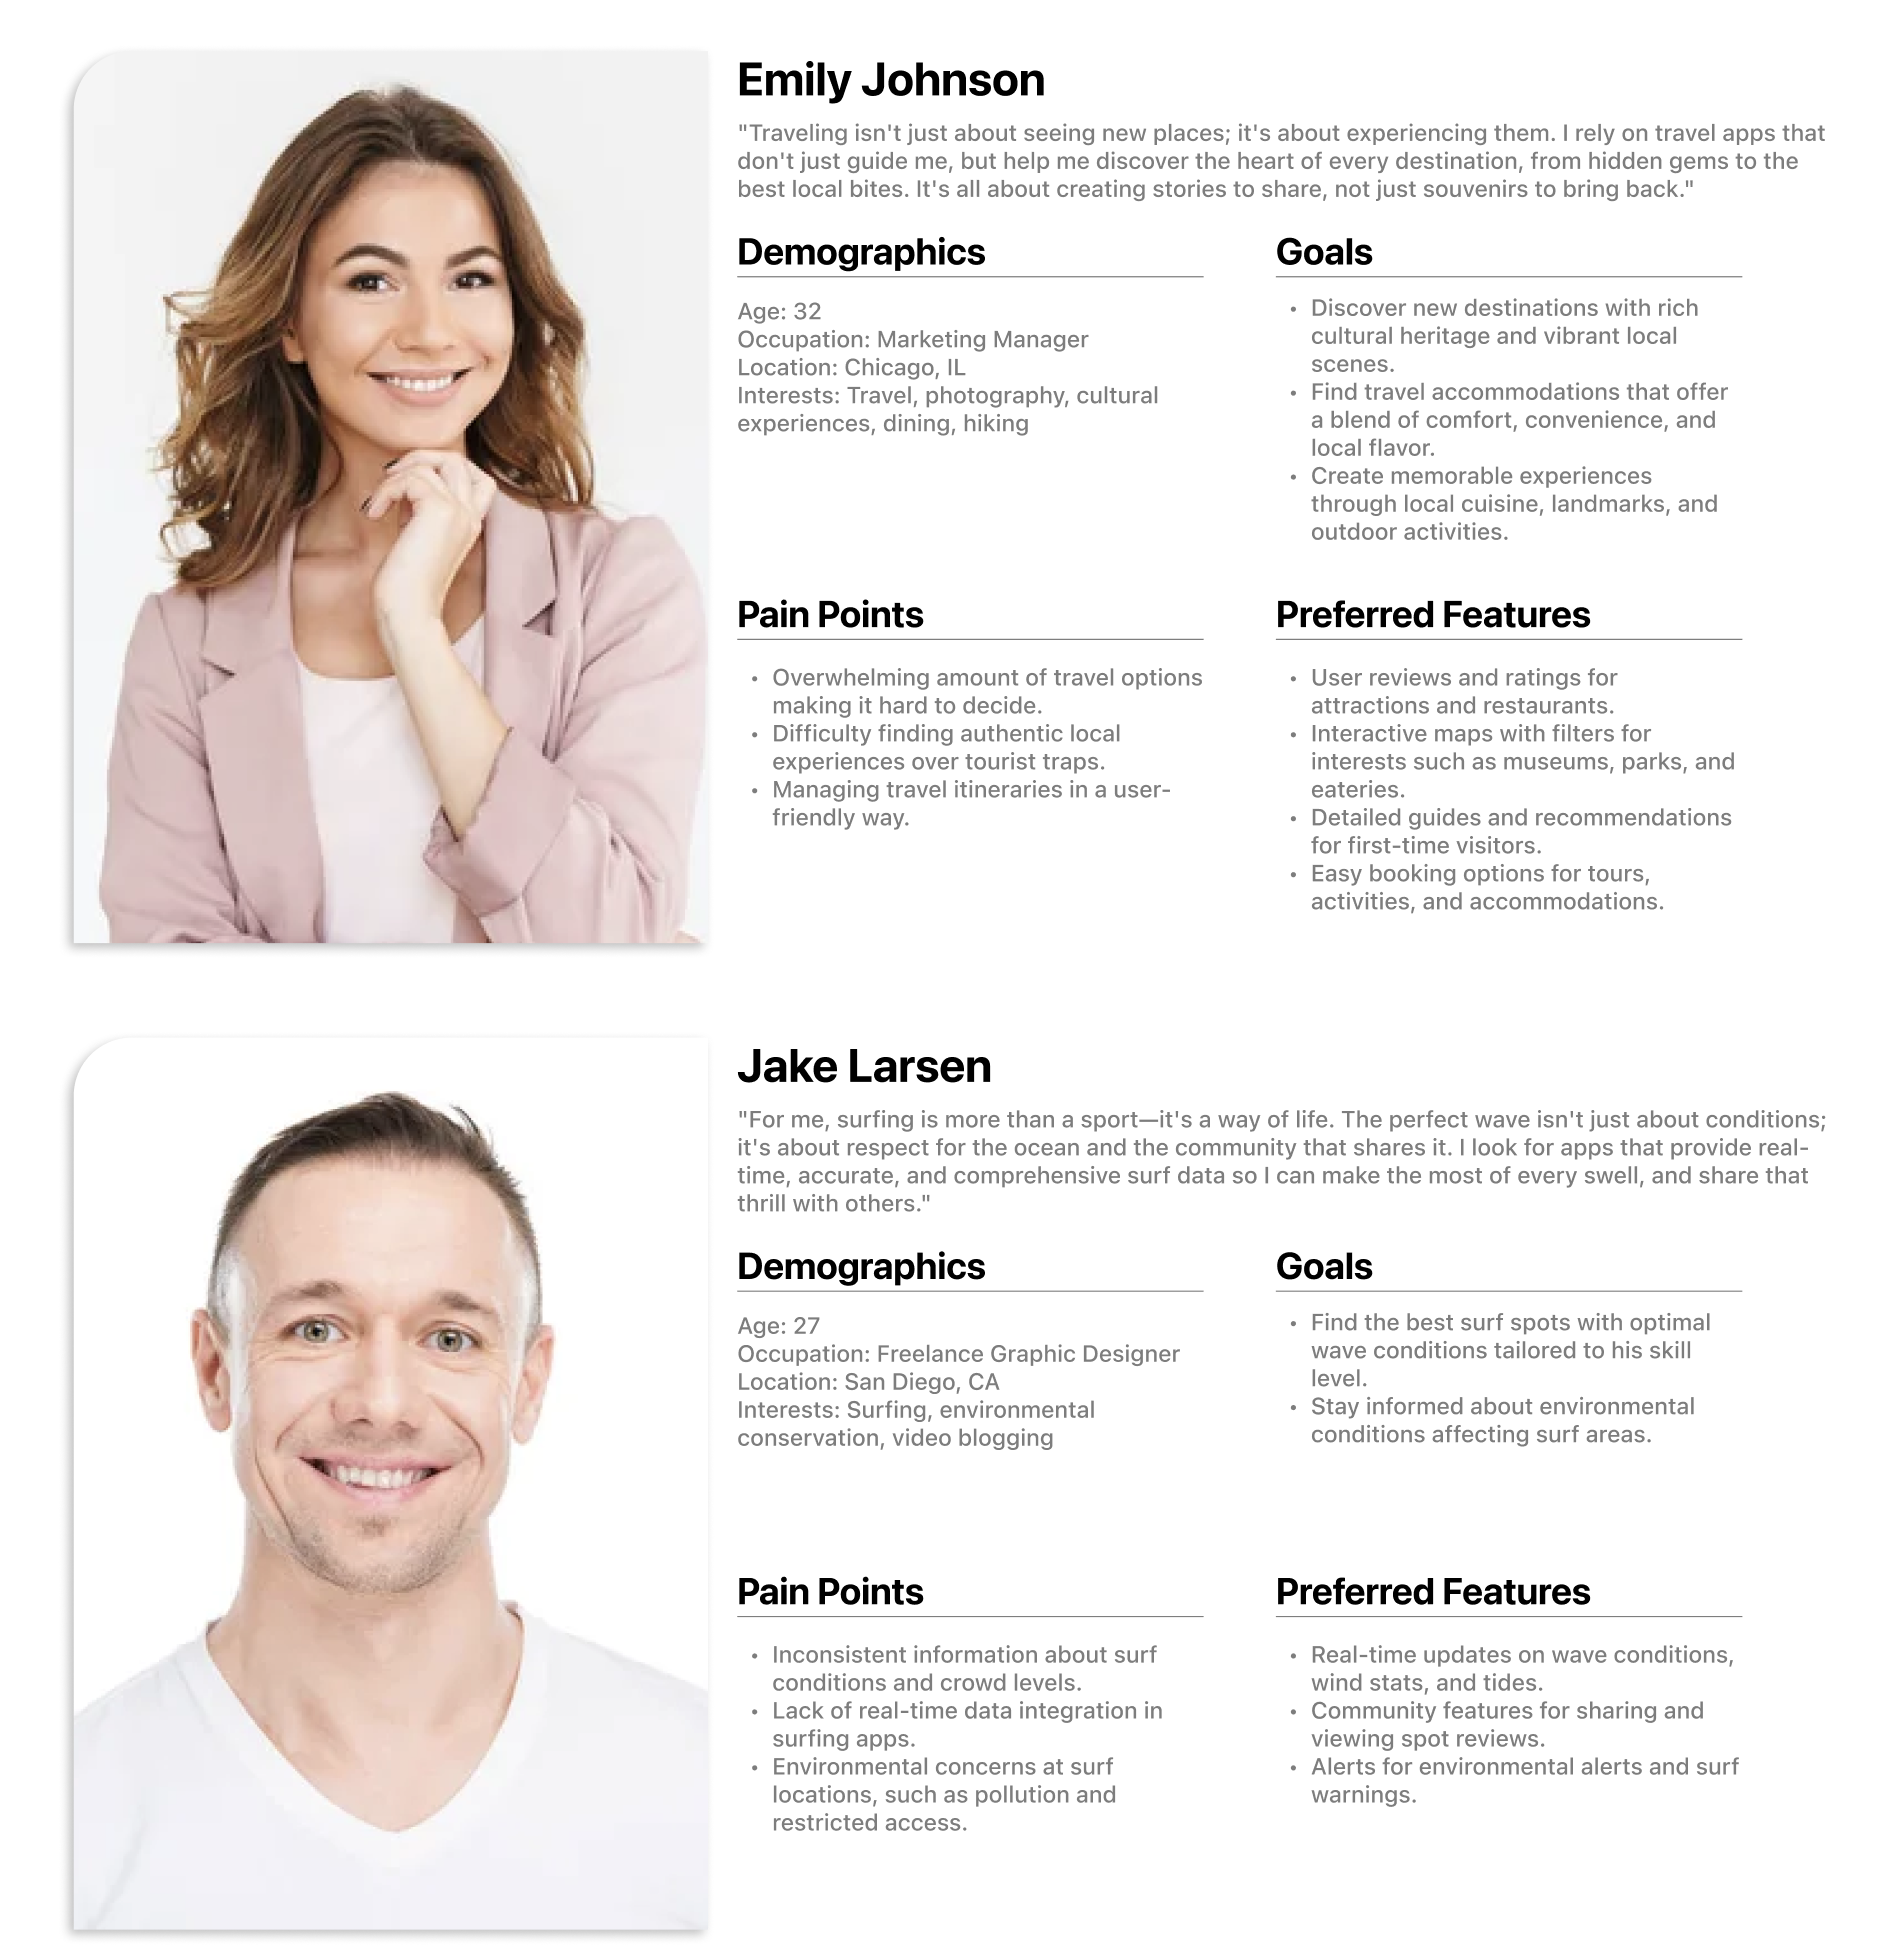 Emily Johnson
"Traveling isn't just about seeing new places; it's about experiencing them. I rely on travel apps that
don't just guide me, but help me discover the heart of every destination, from hidden gems to the
best local bites. It's all about creating stories to share, not just souvenirs to bring back."
Demographics
Age: 32
Occupation: Marketing Manager
Location: Chicago, IL
Interests: Travel, photography, cultural
experiences, dining, hiking
Goals
• Discover new destinations with rich
cultural heritage and vibrant local
scenes.
• Find travel accommodations that offer
a blend of comfort, convenience, and
local flavor.
• Create memorable experiences
through local cuisine, landmarks, and
outdoor activities.
Pain Points
• Overwhelming amount of travel options
making it hard to decide.
• Difficulty finding authentic local
experiences over tourist traps.
• Managing travel itineraries in a user-
friendly way.
Preferred Features
• User reviews and ratings for
attractions and restaurants.
• Interactive maps with filters for
interests such as museums, parks, and
eateries.
• Detailed guides and recommendations
for first-time visitors.
• Easy booking options for tours,
activities, and accommodations.
Jake Larsen
"For me, surfing is more than a sport—it's a way of life. The perfect wave isn't just about conditions;
it's about respect for the ocean and the community that shares it. I look for apps that provide real-
time, accurate, and comprehensive surf data so I can make the most of every swell, and share that
thrill with others."
Demographics
Age: 27
Occupation: Freelance Graphic Designer
Location: San Diego, CA
Interests: Surfing, environmental
conservation, video blogging
Goals
• Find the best surf spots with optimal
wave conditions tailored to his skill
level.
• Stay informed about environmental
conditions affecting surf areas.
Pain Points
• Inconsistent information about surf
conditions and crowd levels.
• Lack of real-time data integration in
surfing apps.
• Environmental concerns at surf
locations, such as pollution and
restricted access.
Preferred Features
• Real-time updates on wave conditions,
wind stats, and tides.
• Community features for sharing and
viewing spot reviews.
• Alerts for environmental alerts and surf
warnings.